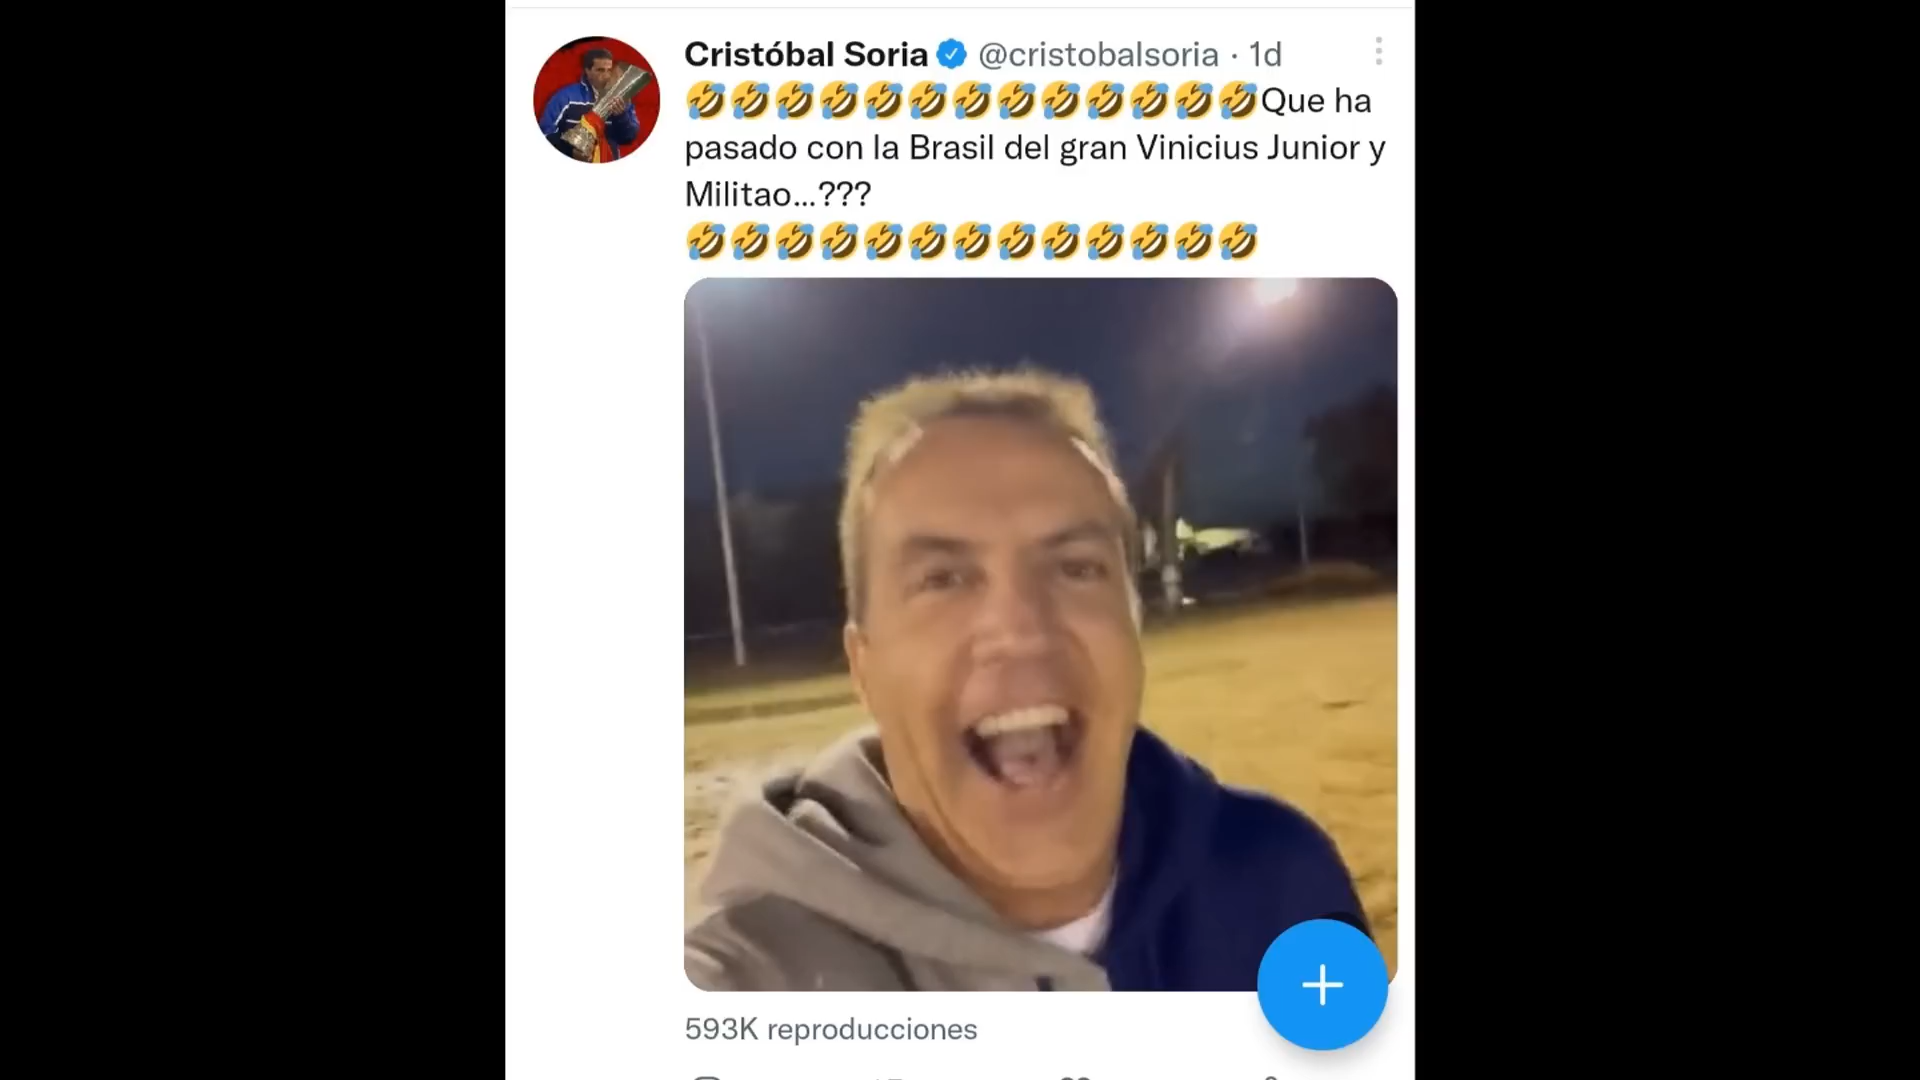 Cristóbal Soria @cristobalsoria · 1d
🤣🤣🤣🤣🤣🤣🤣🤣🤣🤣🤣🤣🤣Que ha
pasado con la Brasil del gran Vinicius Junior y
Militao...???
🤣🤣🤣🤣🤣🤣🤣🤣🤣🤣🤣🤣🤣
593K reproducciones